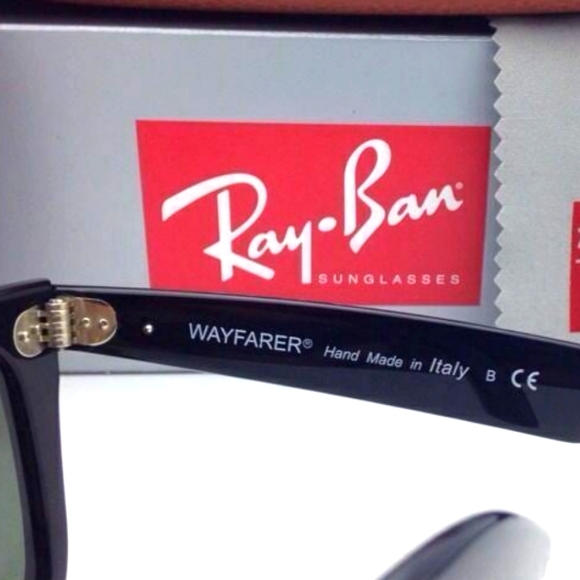 Ray-Ban
SUNGLASSES
WAYFARER® Hand Made in Italy B CE